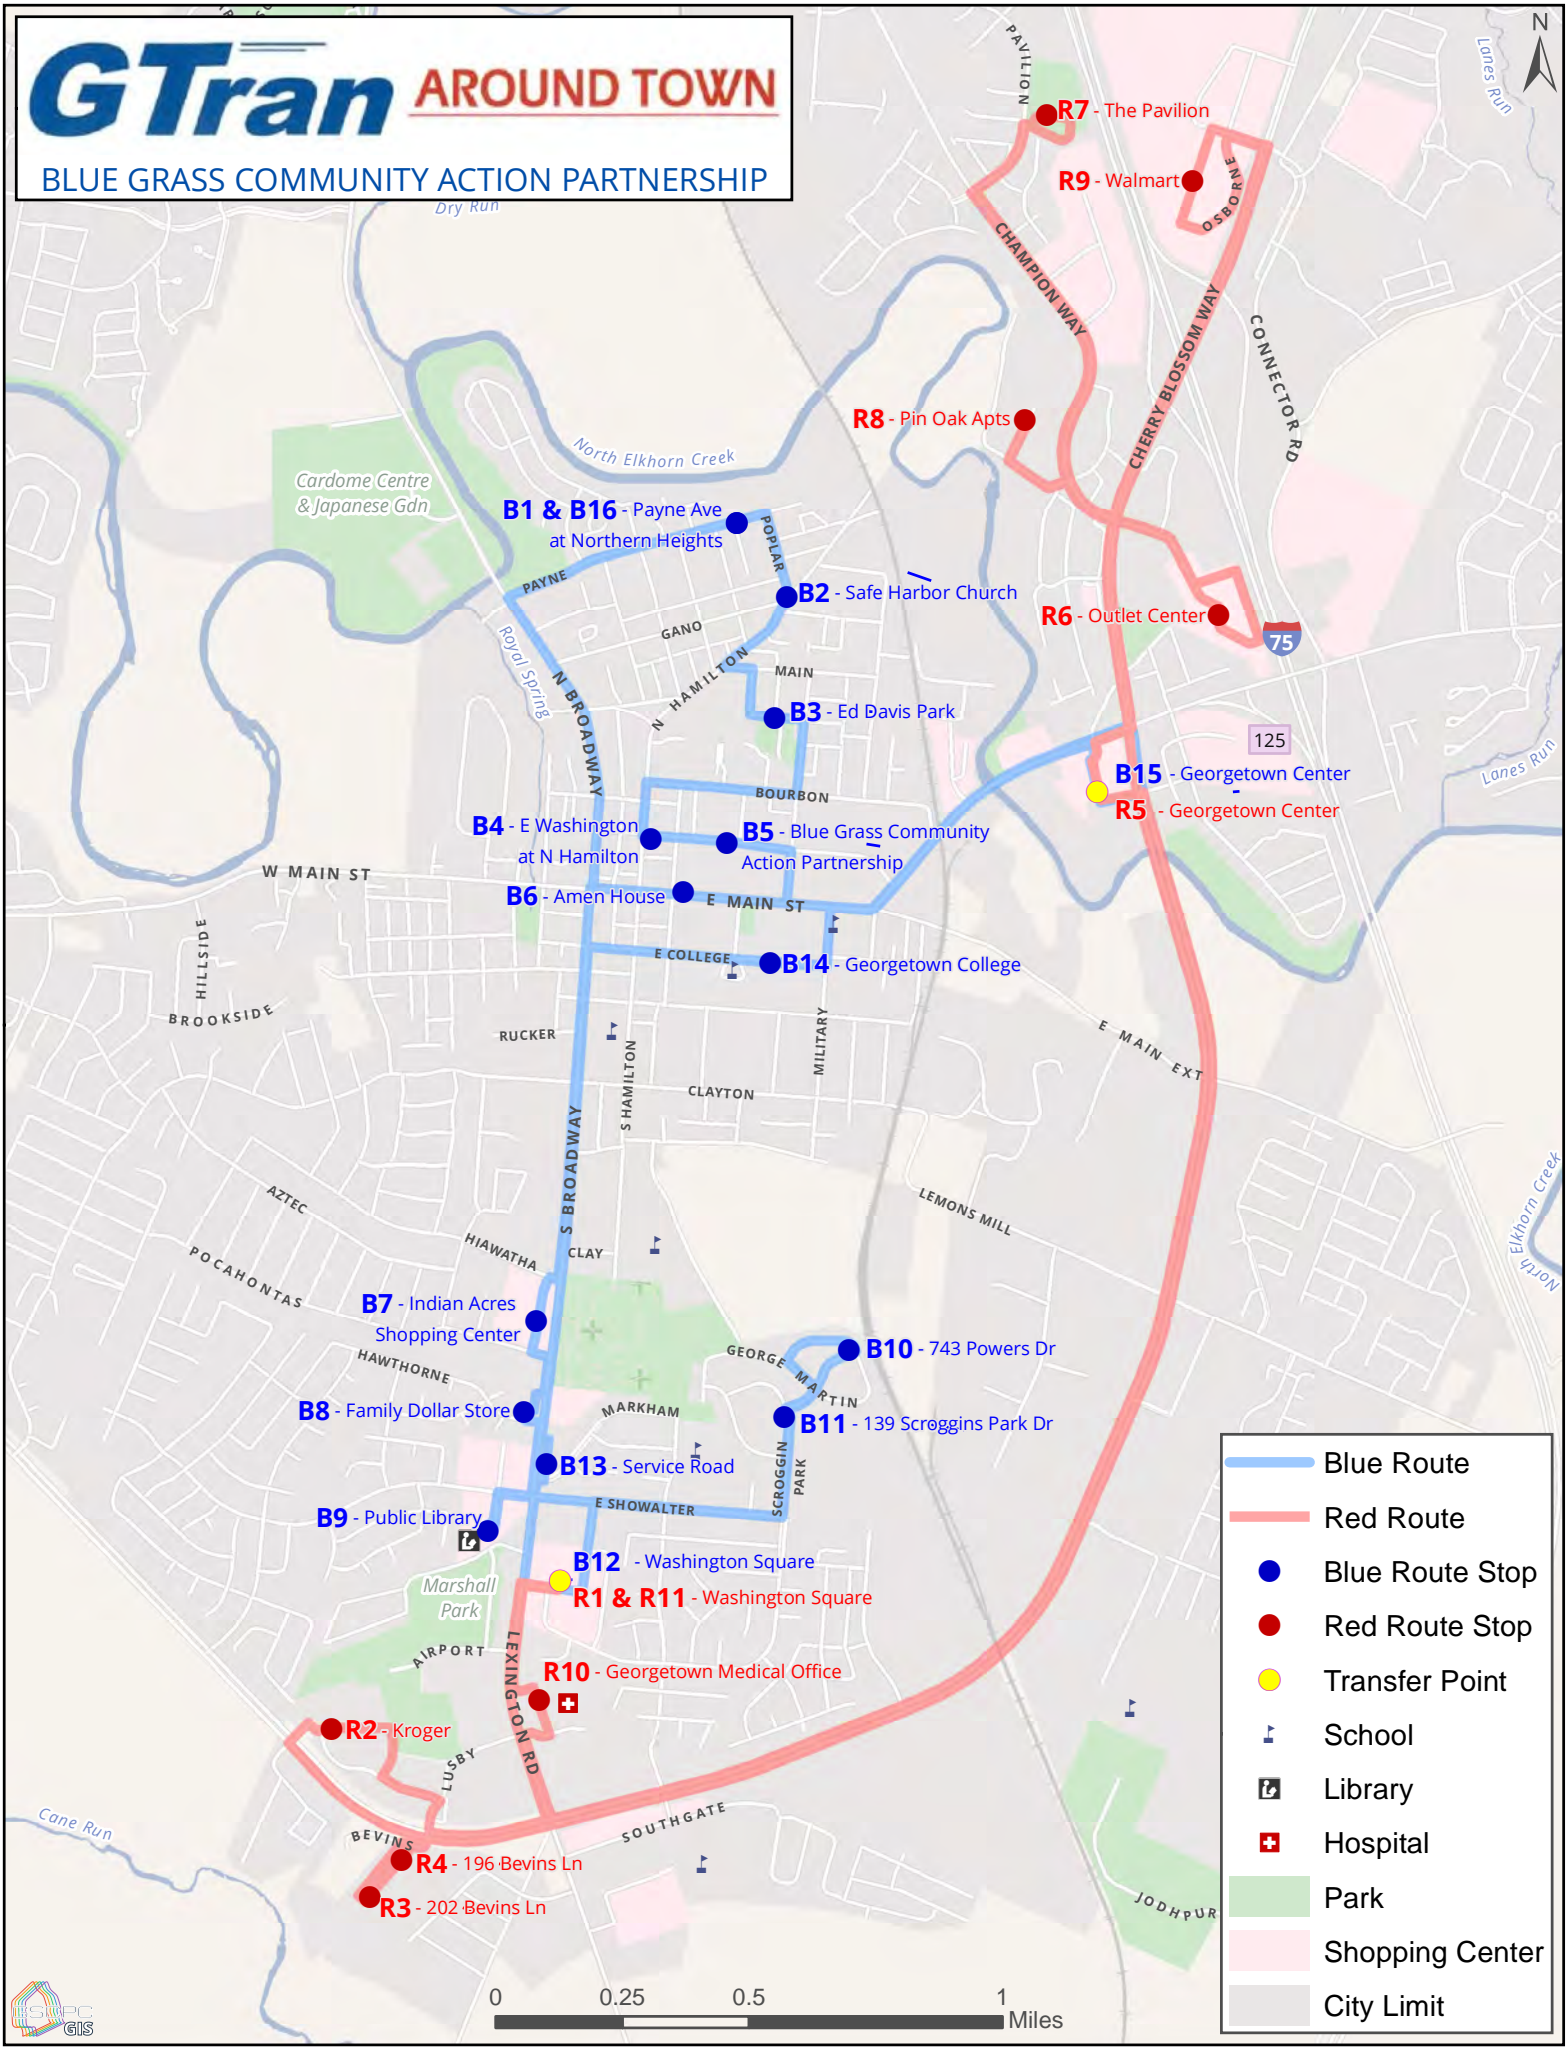 GTran AROUND TOWN
BLUE GRASS COMMUNITY ACTION PARTNERSHIP
N
Lanes Run
Dry Run
PAVILION
R7 - The Pavilion
R9 - Walmart
OSBORNE
CHAMPION WAY
CHERRY BLOSSOM WAY
CONNECTOR RD
R8 - Pin Oak Apts
North Elkhorn Creek
Cardome Centre
& Japanese Gdn
B1 & B16 - Payne Ave
at Northern Heights
POPLAR
PAYNE
B2 - Safe Harbor Church
R6 - Outlet Center
75
GANO
Royal Spring
N HAMILTON
MAIN
N BROADWAY
B3 - Ed Davis Park
125
Lanes Run
B15 - Georgetown Center
R5 - Georgetown Center
BOURBON
B4 - E Washington
at N Hamilton
B5 - Blue Grass Community
Action Partnership
W MAIN ST
B6 - Amen House
E MAIN ST
HILLSIDE
E COLLEGE
B14 - Georgetown College
BROOKSIDE
RUCKER
S HAMILTON
MILITARY
E MAIN EXT
CLAYTON
S BROADWAY
AZTEC
LEMONS MILL
North Elkhorn Creek
HIAWATHA
CLAY
POCAHONTAS
B7 - Indian Acres
Shopping Center
HAWTHORNE
GEORGE MARTIN
B10 - 743 Powers Dr
B8 - Family Dollar Store
MARKHAM
B11 - 139 Scroggins Park Dr
B13 - Service Road
SCROGGIN PARK
B9 - Public Library
E SHOWALTER
B12 - Washington Square
R1 & R11 - Washington Square
Marshall
Park
AIRPORT
LEXINGTON RD
R10 - Georgetown Medical Office
R2 - Kroger
LUSBY
Cane Run
BEVINS
SOUTHGATE
R4 - 196 Bevins Ln
R3 - 202 Bevins Ln
JODHPUR
Blue Route
Red Route
Blue Route Stop
Red Route Stop
Transfer Point
School
Library
Hospital
Park
Shopping Center
City Limit
0 0.25 0.5 1
Miles
GIS